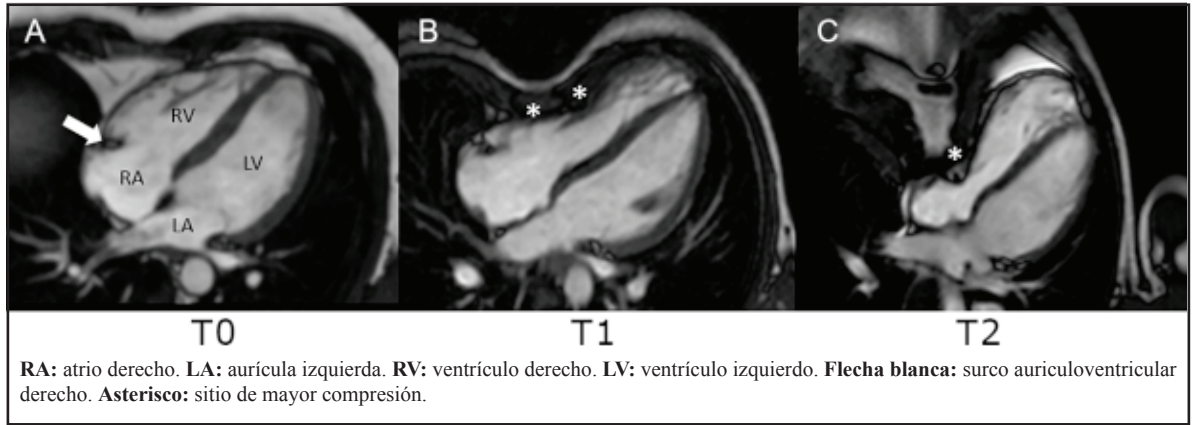 A
B
C
RV
RA
LV
LA
T0
T1
T2
RA: atrio derecho. LA: aurícula izquierda. RV: ventrículo derecho. LV: ventrículo izquierdo. Flecha blanca: surco auriculoventricular
derecho. Asterisco: sitio de mayor compresión.